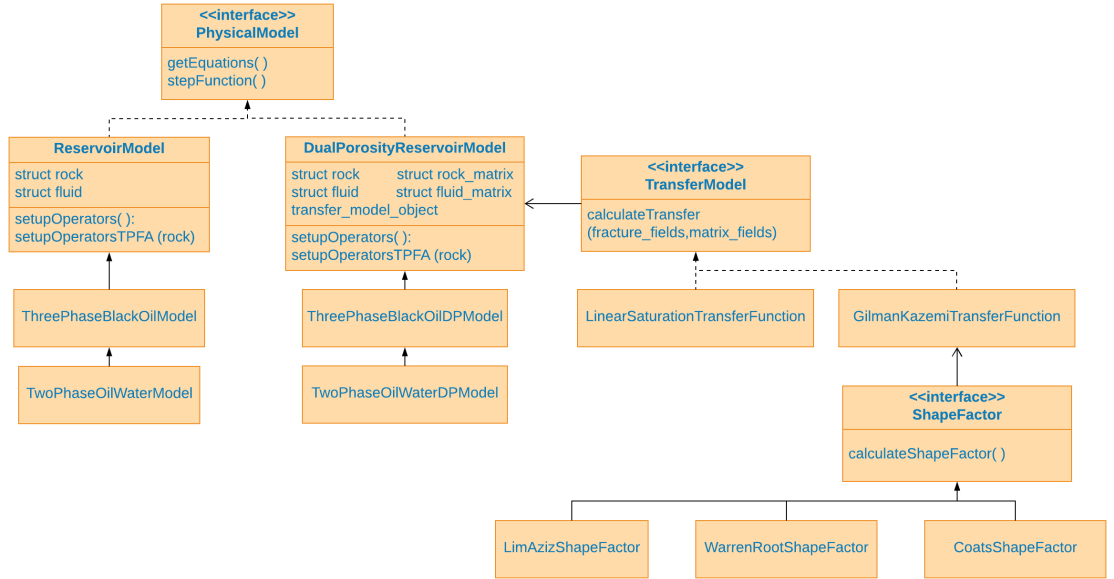 <<interface>>
PhysicalModel
getEquations( )
stepFunction( )
ReservoirModel
struct rock
struct fluid
setupOperators( ):
setupOperatorsTPFA (rock)
DualPorosityReservoirModel
struct rock struct rock_matrix
struct fluid struct fluid_matrix
transfer_model_object
setupOperators( ):
setupOperatorsTPFA (rock)
<<interface>>
TransferModel
calculateTransfer
(fracture_fields,matrix_fields)
ThreePhaseBlackOilModel
ThreePhaseBlackOilDPModel
LinearSaturationTransferFunction
GilmanKazemiTransferFunction
TwoPhaseOilWaterModel
TwoPhaseOilWaterDPModel
<<interface>>
ShapeFactor
calculateShapeFactor( )
LimAzizShapeFactor
WarrenRootShapeFactor
CoatsShapeFactor